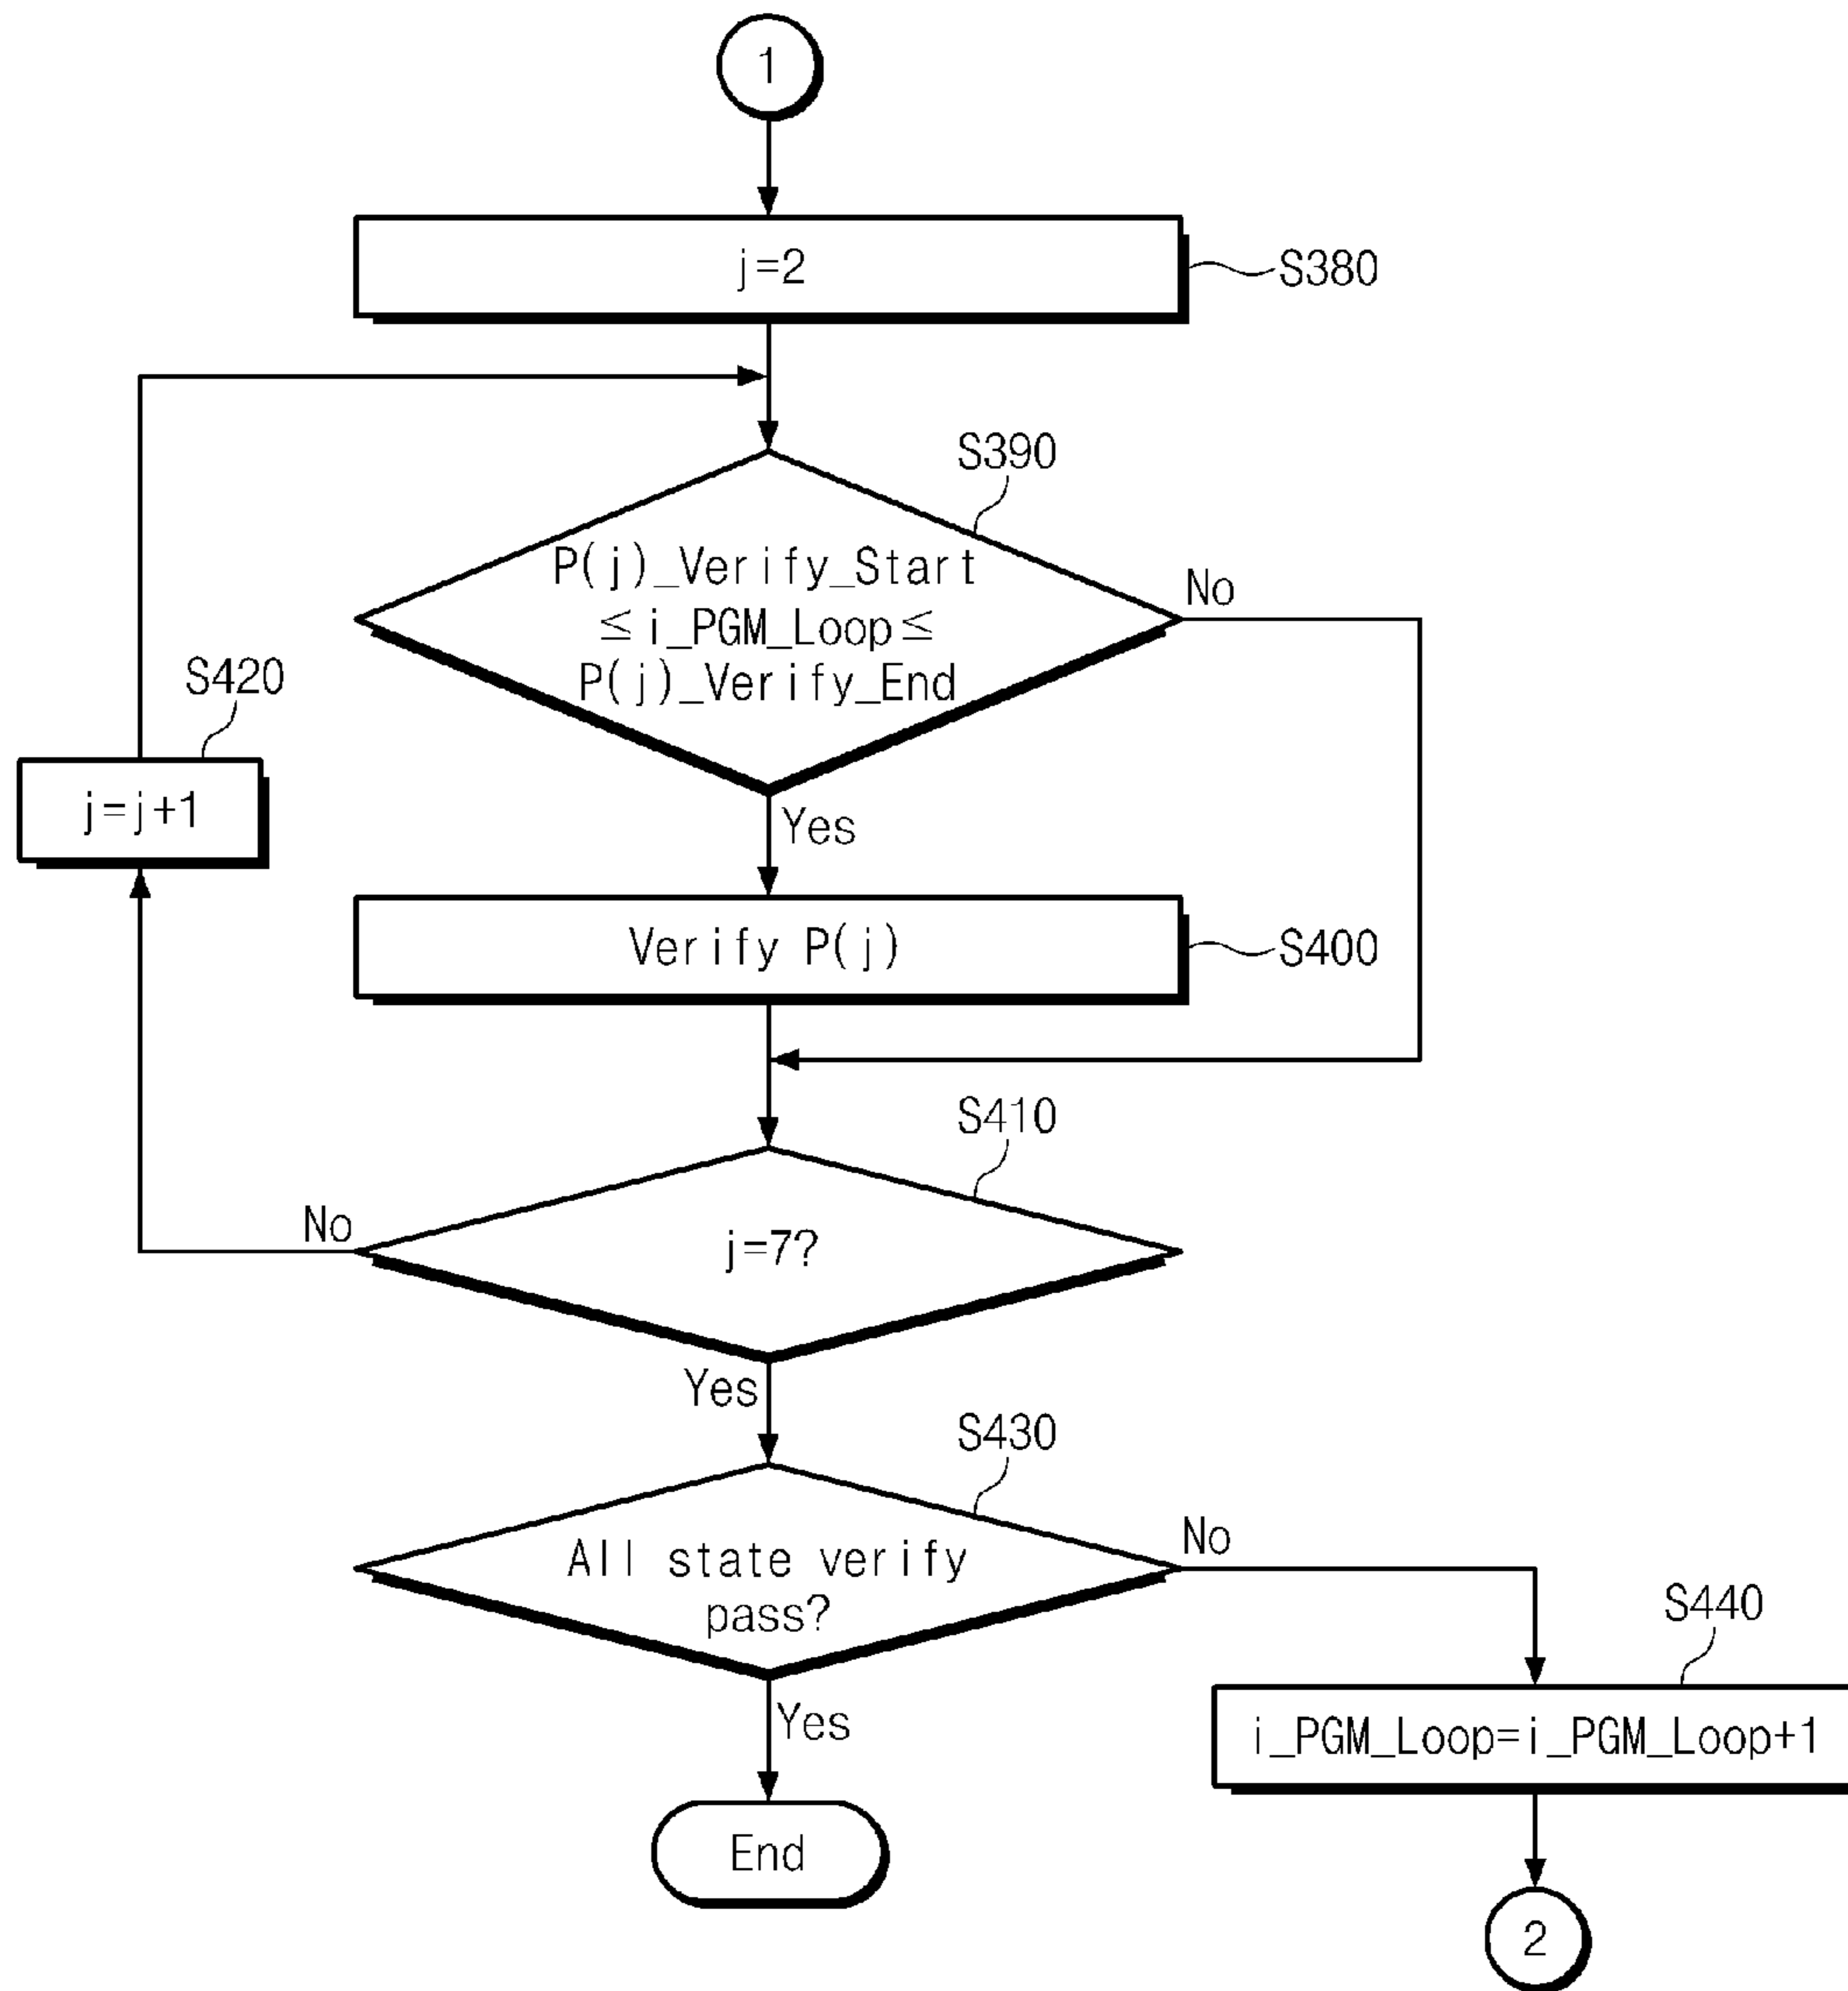 1
j=2
S380
S390
P(j)_Verify_Start
≤i_PGM_Loop≤
P(j)_Verify_End
No
S420
j=j+1
Yes
Verify P(j)
S400
S410
No
j=7?
Yes
S430
All state verify
pass?
No
S440
Yes
i_PGM_Loop=i_PGM_Loop+1
End
2